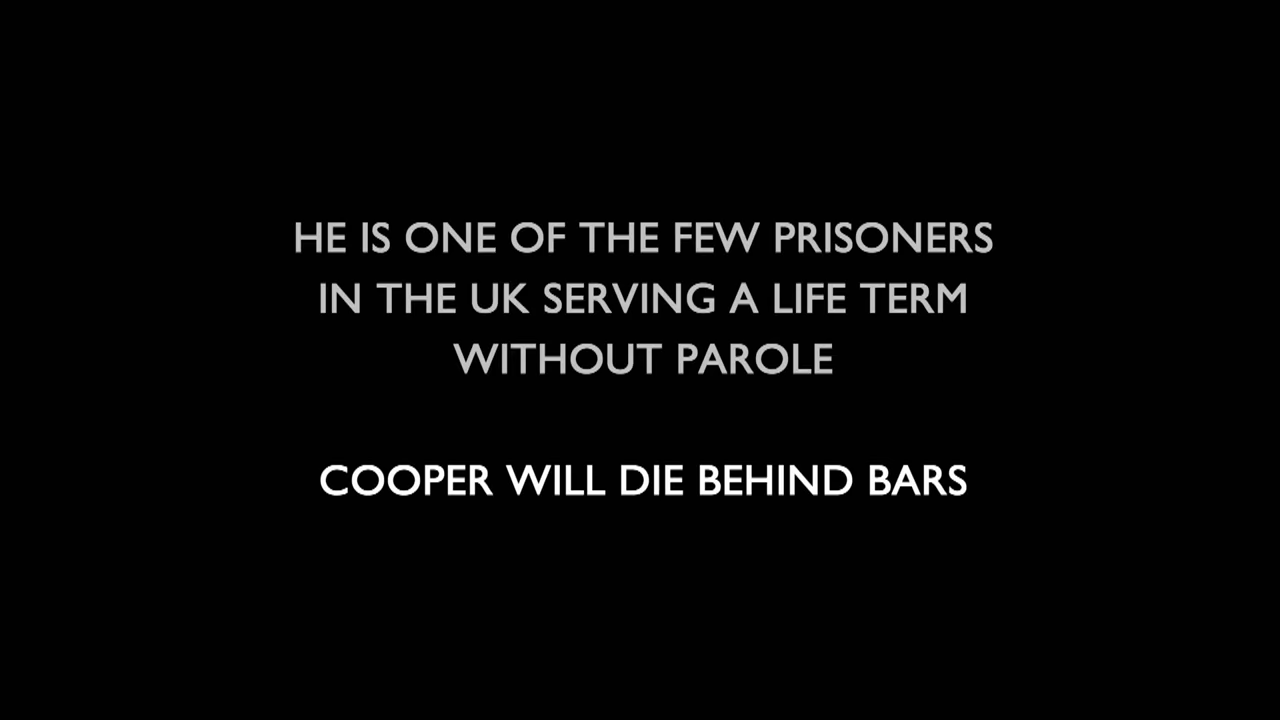 HE IS ONE OF THE FEW PRISONERS
IN THE UK SERVING A LIFE TERM
WITHOUT PAROLE
COOPER WILL DIE BEHIND BARS